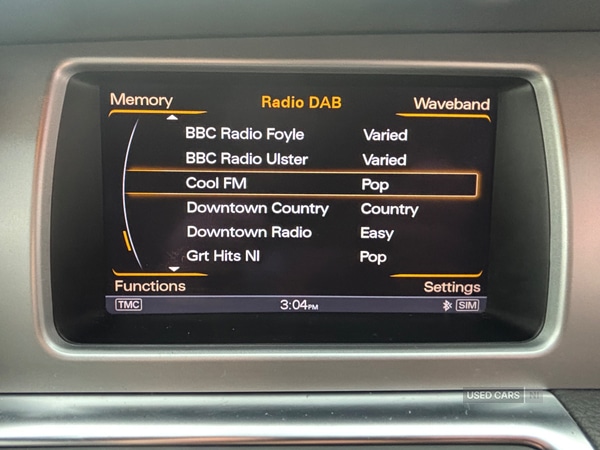 Memory Radio DAB Waveband
BBC Radio Foyle Varied
BBC Radio Ulster Varied
Cool FM Pop
Downtown Country Country
Downtown Radio Easy
Grt Hits NI Pop
Functions Settings
TMC 3:04PM SIM
USED CARS NI